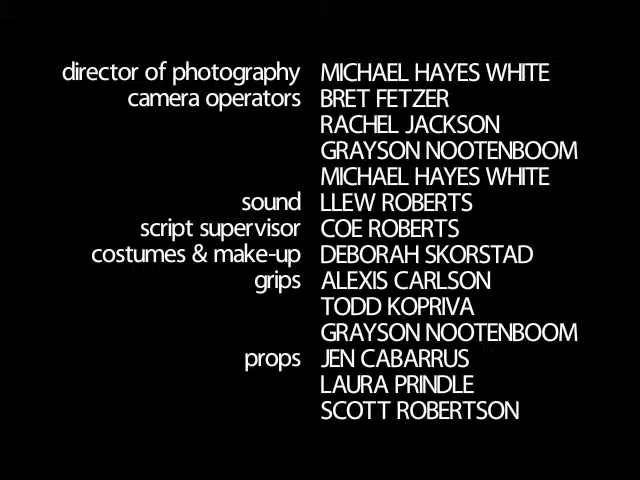 director of photography MICHAEL HAYES WHITE
camera operators BRET FETZER
RACHEL JACKSON
GRAYSON NOOTENBOOM
MICHAEL HAYES WHITE
sound LLEW ROBERTS
script supervisor COE ROBERTS
costumes & make-up DEBORAH SKORSTAD
grips ALEXIS CARLSON
TODD KOPRIVA
GRAYSON NOOTENBOOM
props JEN CABARRUS
LAURA PRINDLE
SCOTT ROBERTSON